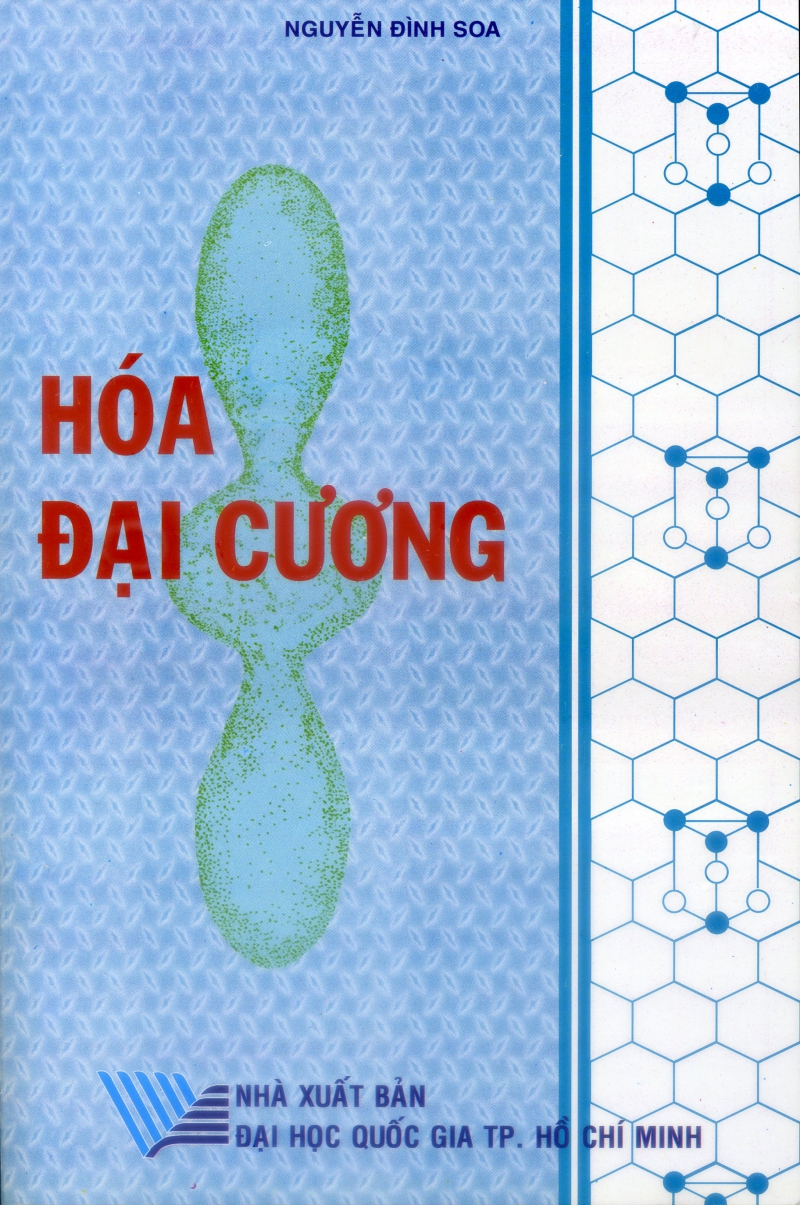 NGUYỄN ĐÌNH SOA
HÓA
ĐẠI CƯƠNG
NHÀ XUẤT BẢN
ĐẠI HỌC QUỐC GIA TP. HỒ CHÍ MINH